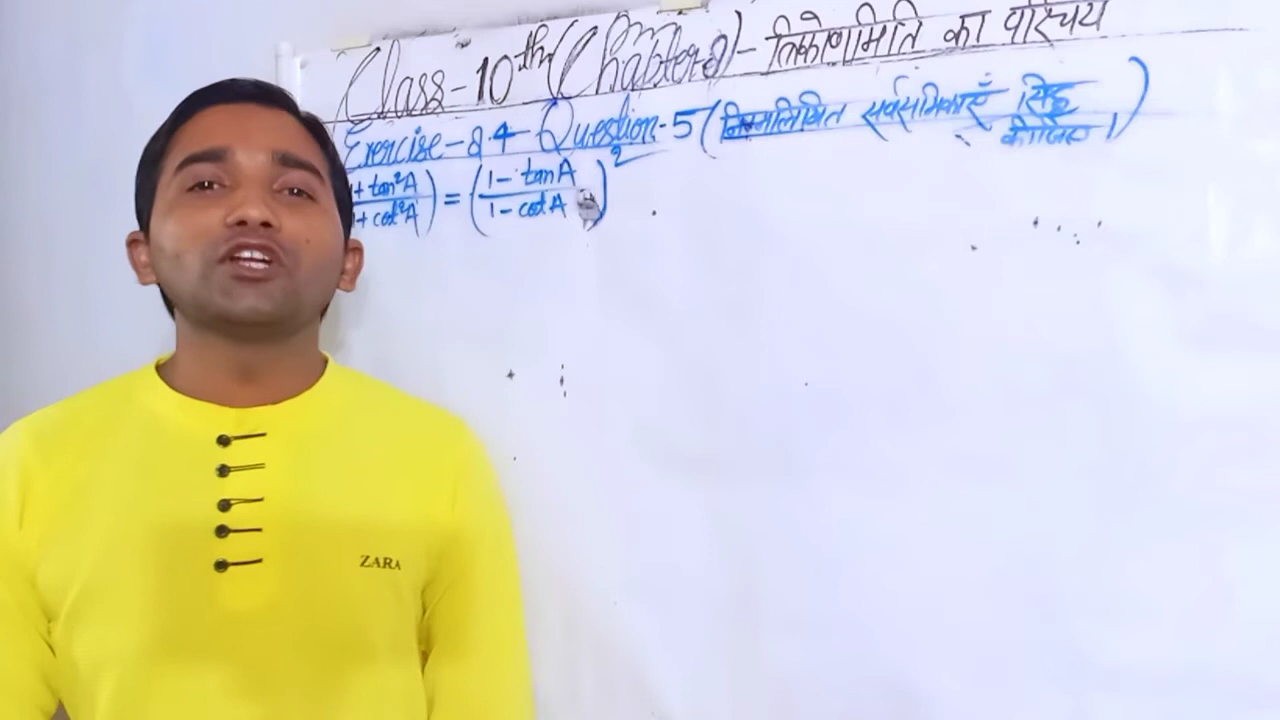 Class-10th (Chapter-8)- त्रिकोणमिति का परिचय
Exercise-8.4 Question-5 (निम्नलिखित सर्वसमिकाएँ सिद्ध कीजिए।)
+ tan²A / + cot²A) = (1 - tanA / 1 - cotA)²
ZARA